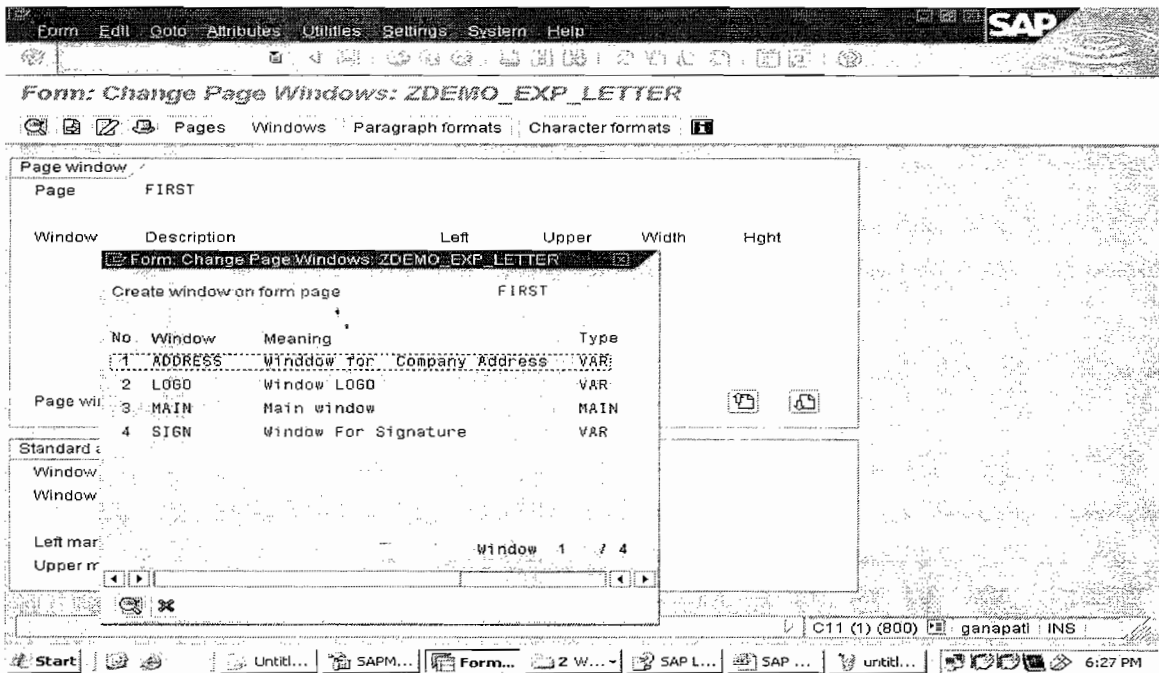 Form Edit Goto Attributes Utilities Settings System Help
SAP
Form: Change Page Windows: ZDEMO_EXP_LETTER
Pages Windows Paragraph formats Character formats
Page window
Page FIRST
Window Description Left Upper Width Hght
Form: Change Page Windows: ZDEMO_EXP_LETTER
Create window on form page FIRST
No. Window Meaning Type
1 ADDRESS Winddow for Company Address VAR
2 LOGO Window LOGO VAR
3 MAIN Main window MAIN
4 SIGN Window For Signature VAR
Page wi
Standard a
Window
Window
Left mar
Upper m
Window 1 / 4
C11 (1) (800) ganapati INS
Start Untitl... SAPM... Form... 2 W... SAP L... SAP ... untitl... 6:27 PM